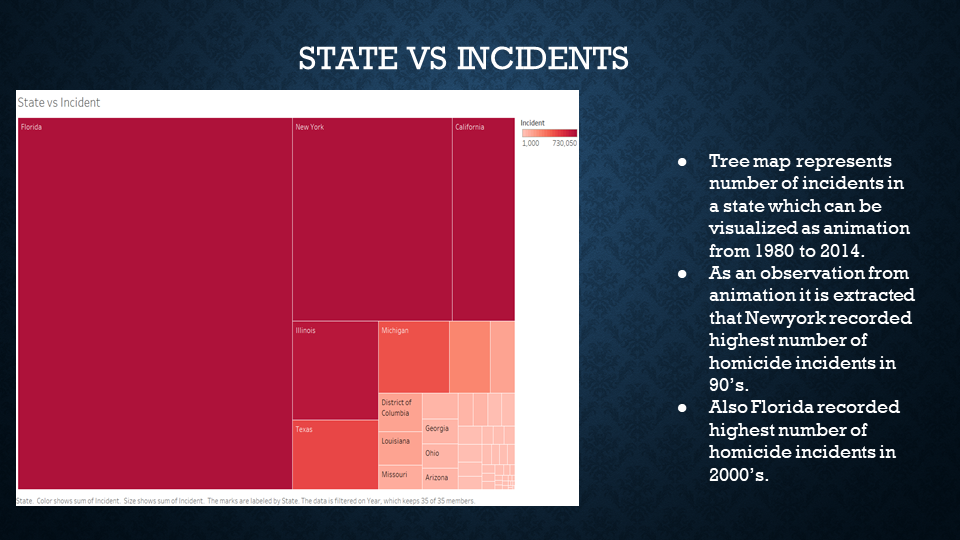 STATE VS INCIDENTS
State vs Incident
Florida
New York
California
Incident
1,000 730,050
Illinois
Michigan
District of
Columbia
Georgia
Texas
Louisiana
Ohio
Missouri
Arizona
State. Color shows sum of Incident. Size shows sum of Incident. The marks are labeled by State. The data is filtered on Year, which keeps 35 of 35 members.
● Tree map represents
number of incidents in
a state which can be
visualized as animation
from 1980 to 2014.
● As an observation from
animation it is extracted
that Newyork recorded
highest number of
homicide incidents in
90’s.
● Also Florida recorded
highest number of
homicide incidents in
2000’s.